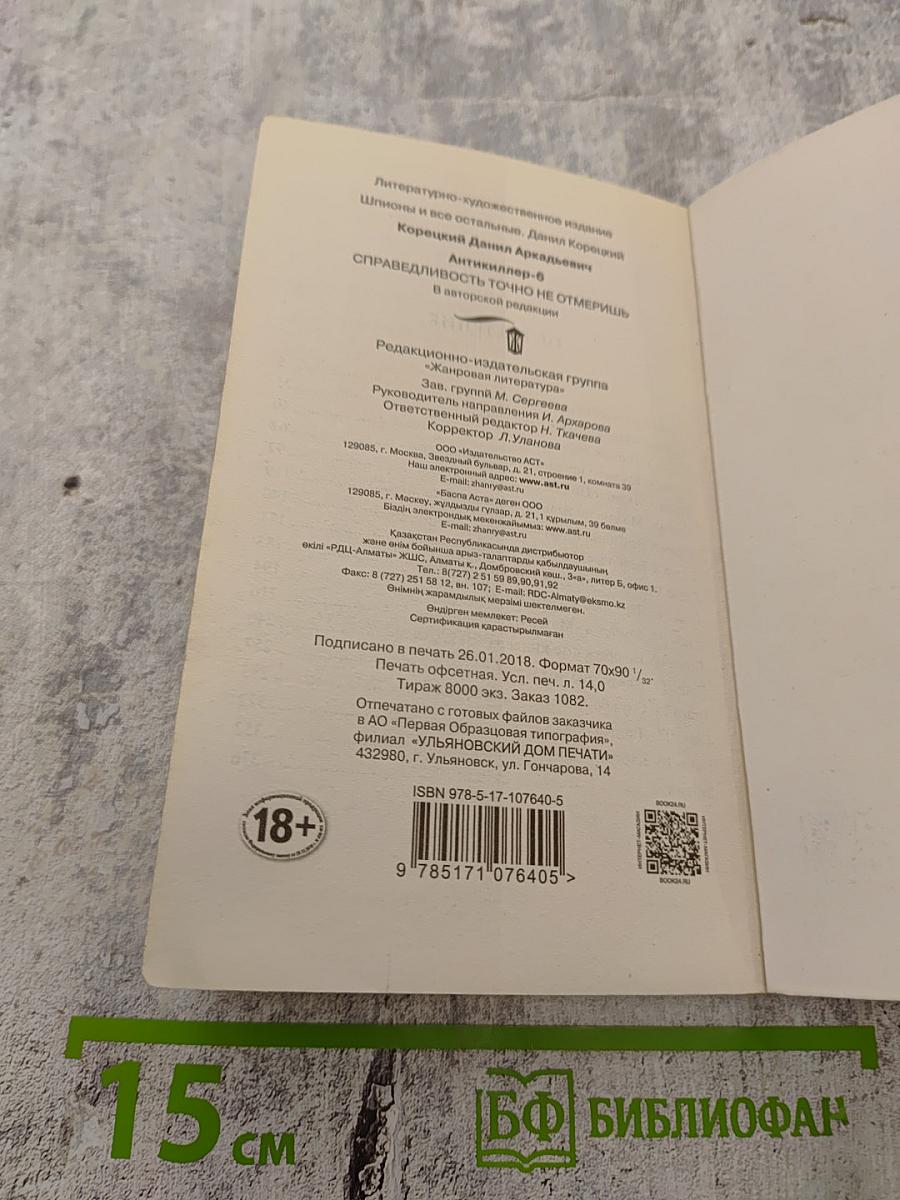 Литературно-художественное издание
Шпионы и все остальные. Данил Корецкий
Корецкий Данил Аркадьевич
Антикиллер-6
СПРАВЕДЛИВОСТЬ ТОЧНО НЕ ОТМЕРИШЬ
В авторской редакции
Редакционно-издательская группа
«Жанровая литература»
Зав. группй М. Сергеева
Руководитель направления И. Архарова
Ответственный редактор Н. Ткачева
Корректор Л.Уланова
ООО «Издательство АСТ»
129085, г. Москва, Звездный бульвар, д. 21, строение 1, комната 39
Наш электронный адрес: www.ast.ru
E-mail: zhanry@ast.ru
«Баспа Аста» деген ООО
129085, г. Мәскеу, жұлдызды гүлзар, д. 21, 1 құрылым, 39 бөлме
Біздің электрондық мекенжайымыз: www.ast.ru
E-mail: zhanry@ast.ru
Қазақстан Республикасында дистрибьютор
және өнім бойынша арыз-талаптарды қабылдаушының
өкілі «РДЦ-Алматы» ЖШС, Алматы қ., Домбровский көш., 3«а», литер Б, офис 1.
Тел.: 8(727) 2 51 59 89,90,91,92
Факс: 8 (727) 251 58 12, вн. 107; E-mail: RDC-Almaty@eksmo.kz
Өнімнің жарамдылық мерзімі шектелмеген.
Өндірген мемлекет: Ресей
Сертификация қарастырылмаған
Подписано в печать 26.01.2018. Формат 70х90 1/32.
Печать офсетная. Усл. печ. л. 14,0
Тираж 8000 экз. Заказ 1082.
Отпечатано с готовых файлов заказчика
в АО «Первая Образцовая типография»,
филиал «УЛЬЯНОВСКИЙ ДОМ ПЕЧАТИ»
432980, г. Ульяновск, ул. Гончарова, 14
ISBN 978-5-17-107640-5
18+
9 785171 076405 >
BOOK24.RU
ИНТЕРНЕТ-МАГАЗИН
ИНТЕРНЕТ-МАГАЗИН
BOOK24.RU
15 см
БФ БИБЛИОФАН